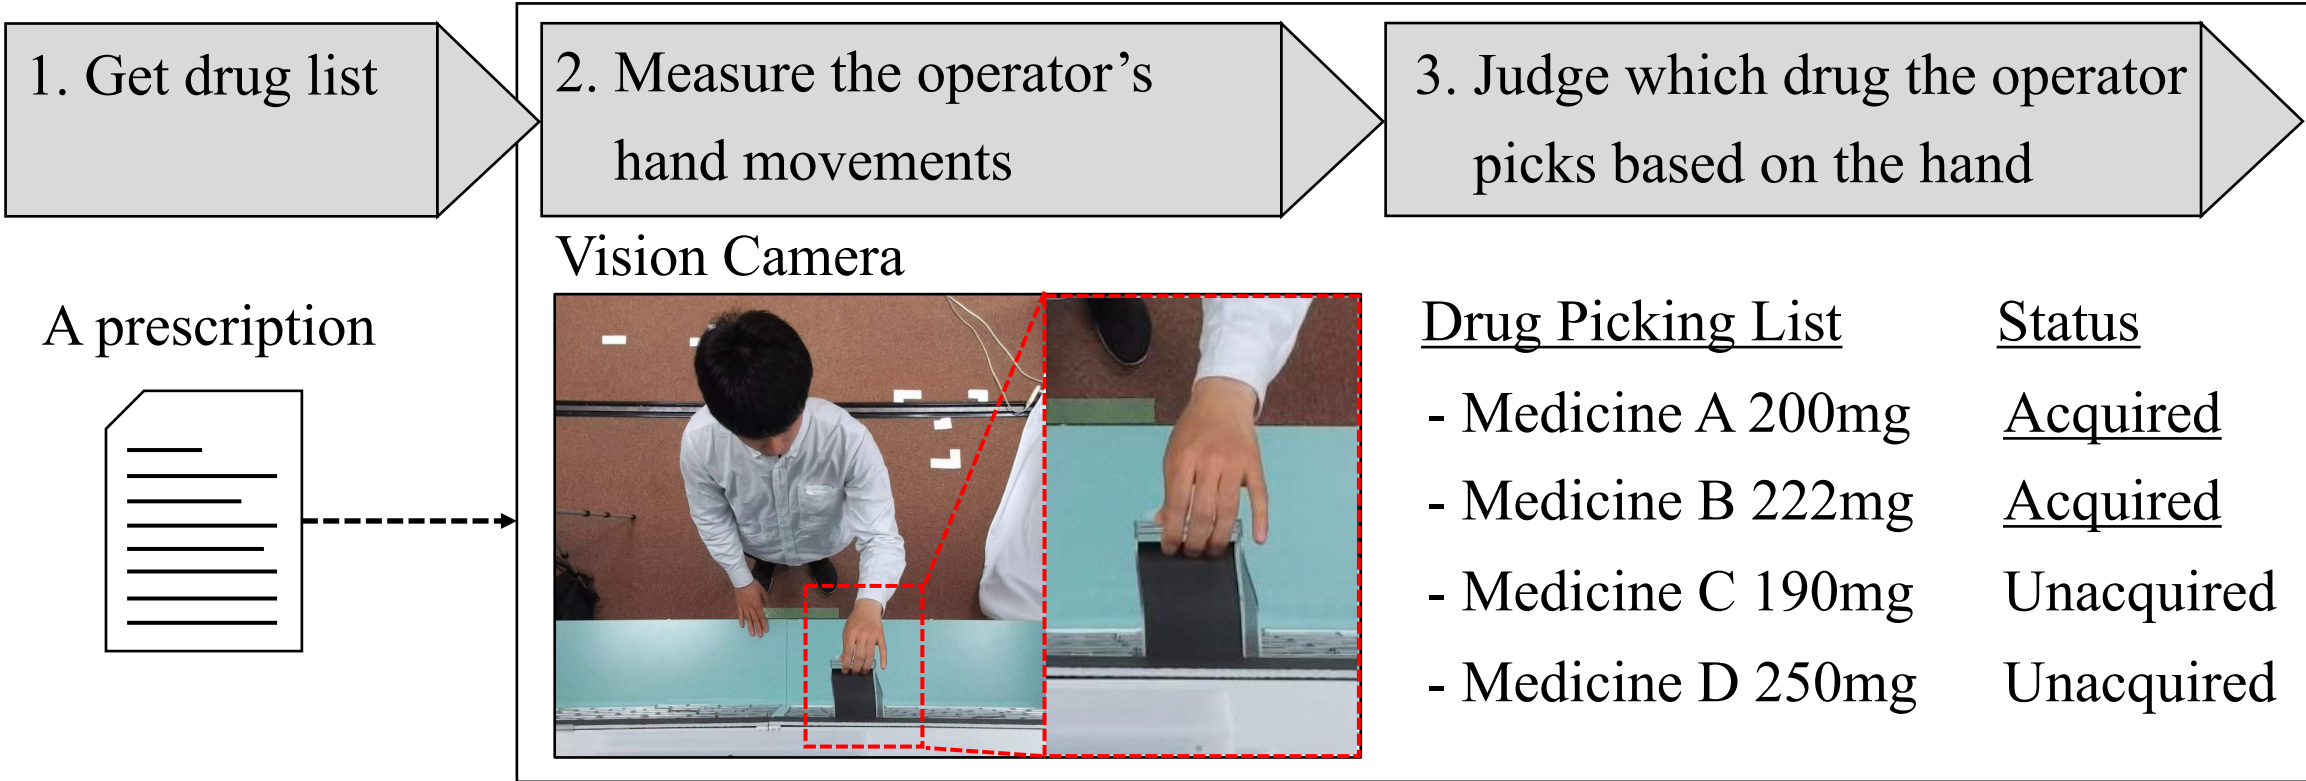 1. Get drug list
2. Measure the operator’s
hand movements
3. Judge which drug the operator
picks based on the hand
A prescription
Vision Camera
Drug Picking List Status
- Medicine A 200mg Acquired
- Medicine B 222mg Acquired
- Medicine C 190mg Unacquired
- Medicine D 250mg Unacquired